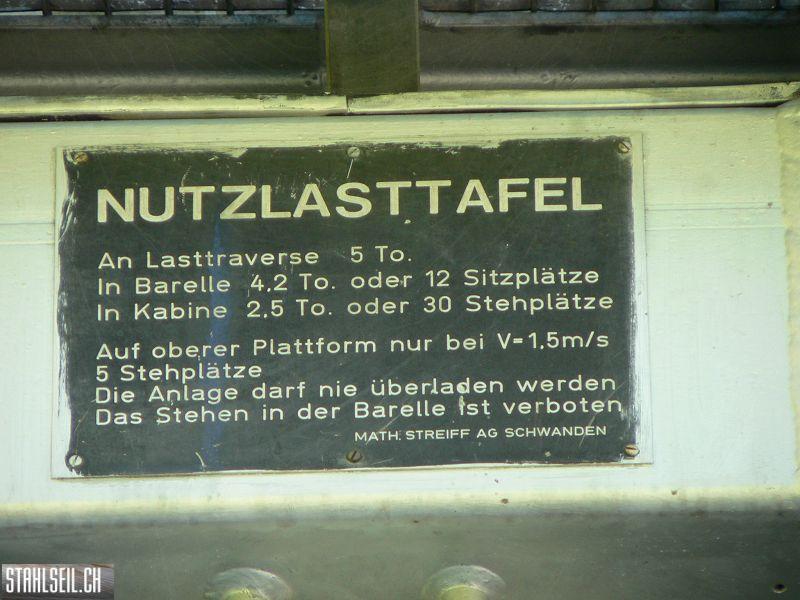 NUTZLASTTAFEL
An Lasttraverse 5 To.
In Barelle 4,2 To. oder 12 Sitzplätze
In Kabine 2,5 To. oder 30 Stehplätze
Auf oberer Plattform nur bei V=1,5m/s
5 Stehplätze
Die Anlage darf nie überladen werden
Das Stehen in der Barelle ist verboten
MATH. STREIFF AG SCHWANDEN
STAHLSEIL.CH